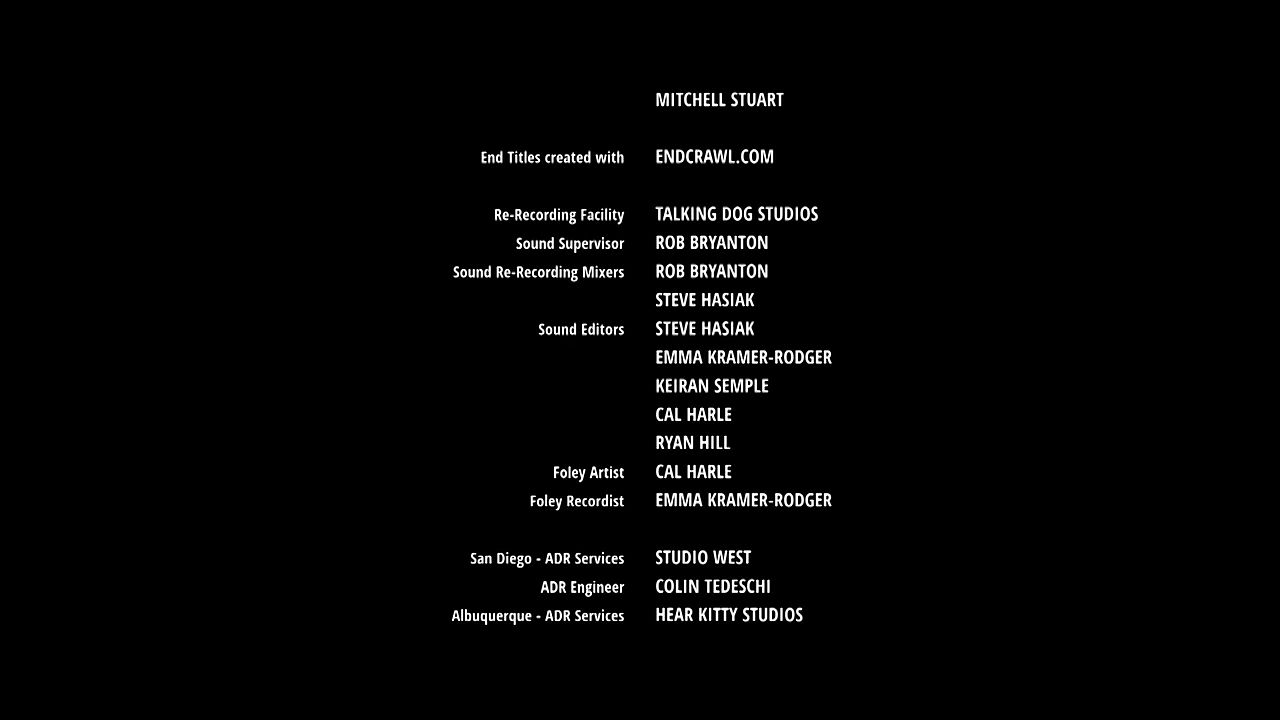 MITCHELL STUART
End Titles created with ENDCRAWL.COM
Re-Recording Facility TALKING DOG STUDIOS
Sound Supervisor ROB BRYANTON
Sound Re-Recording Mixers ROB BRYANTON
STEVE HASIAK
Sound Editors STEVE HASIAK
EMMA KRAMER-RODGER
KEIRAN SEMPLE
CAL HARLE
RYAN HILL
Foley Artist CAL HARLE
Foley Recordist EMMA KRAMER-RODGER
San Diego - ADR Services STUDIO WEST
ADR Engineer COLIN TEDESCHI
Albuquerque - ADR Services HEAR KITTY STUDIOS